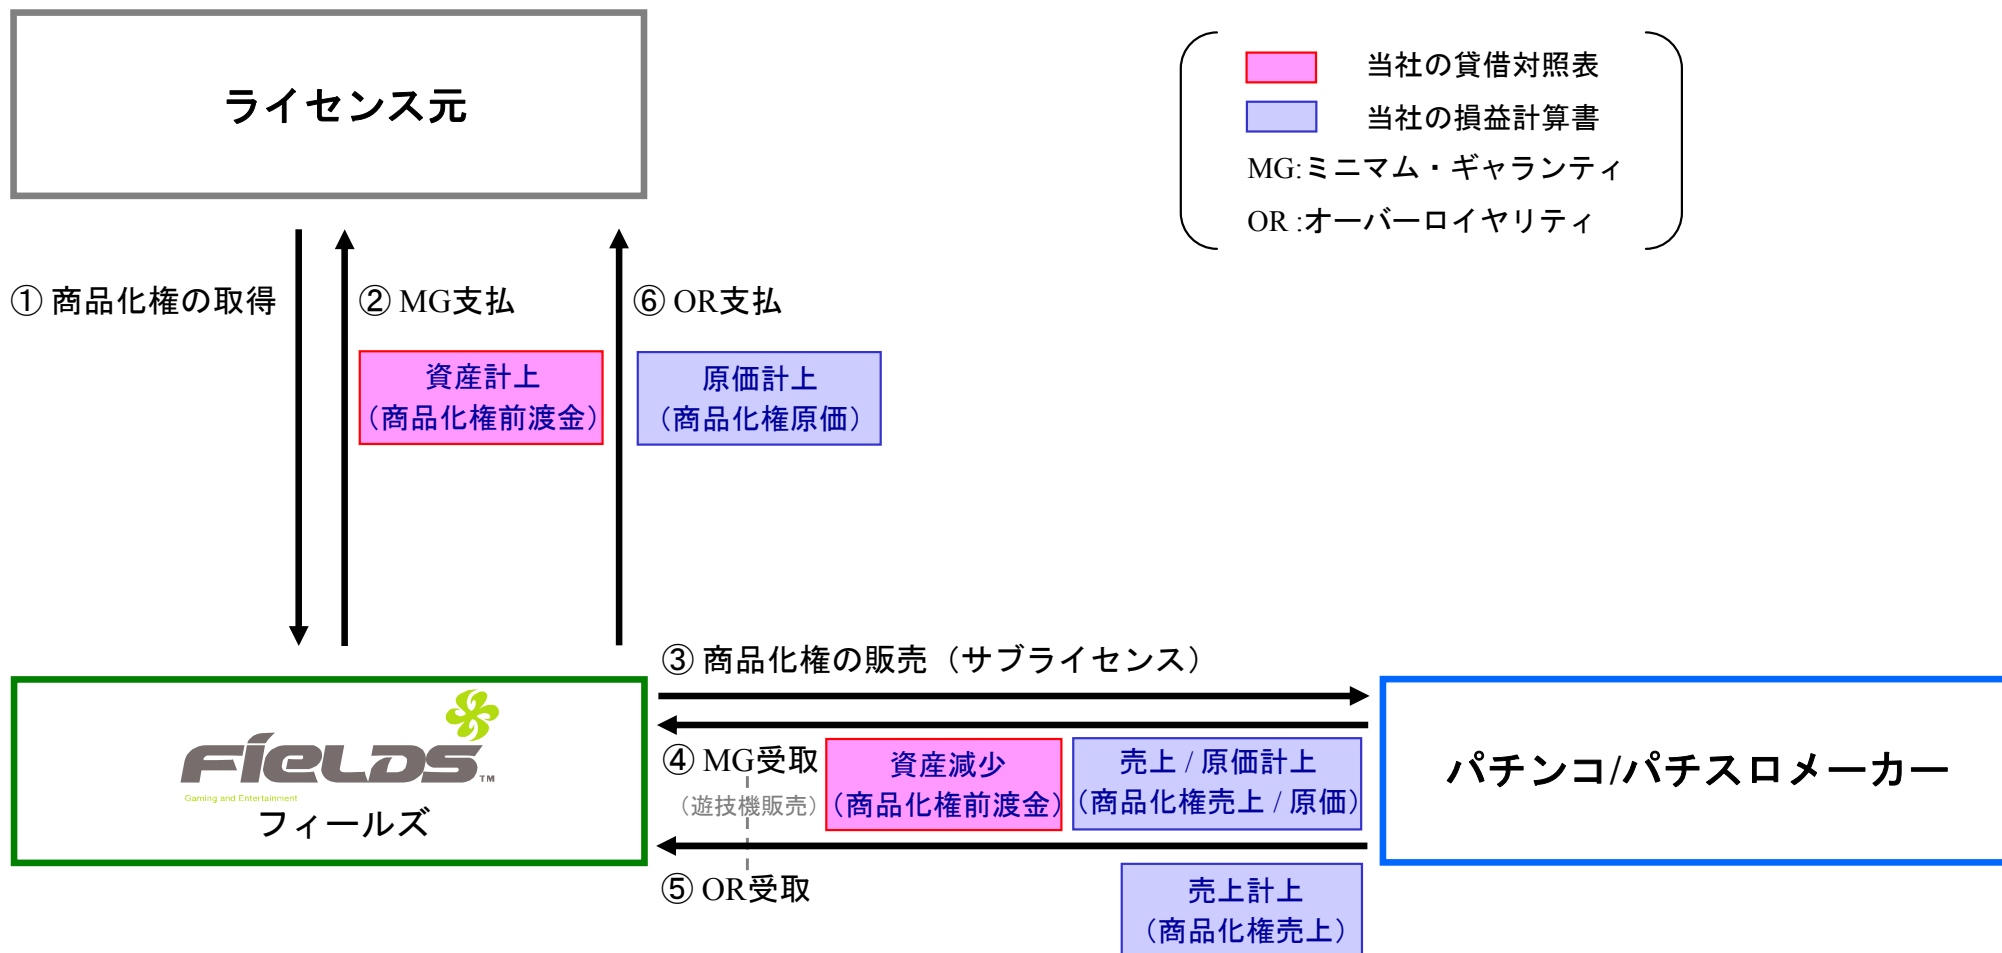 ライセンス元
当社の貸借対照表
当社の損益計算書
MG:ミニマム・ギャランティ
OR :オーバーロイヤリティ
① 商品化権の取得
② MG支払
⑥ OR支払
資産計上
（商品化権前渡金）
原価計上
（商品化権原価）
③ 商品化権の販売（サブライセンス）
FIELDS TM
Gaming and Entertainment
フィールズ
④ MG受取
（遊技機販売）
資産減少
（商品化権前渡金）
売上 / 原価計上
（商品化権売上 / 原価）
パチンコ/パチスロメーカー
⑤ OR受取
売上計上
（商品化権売上）